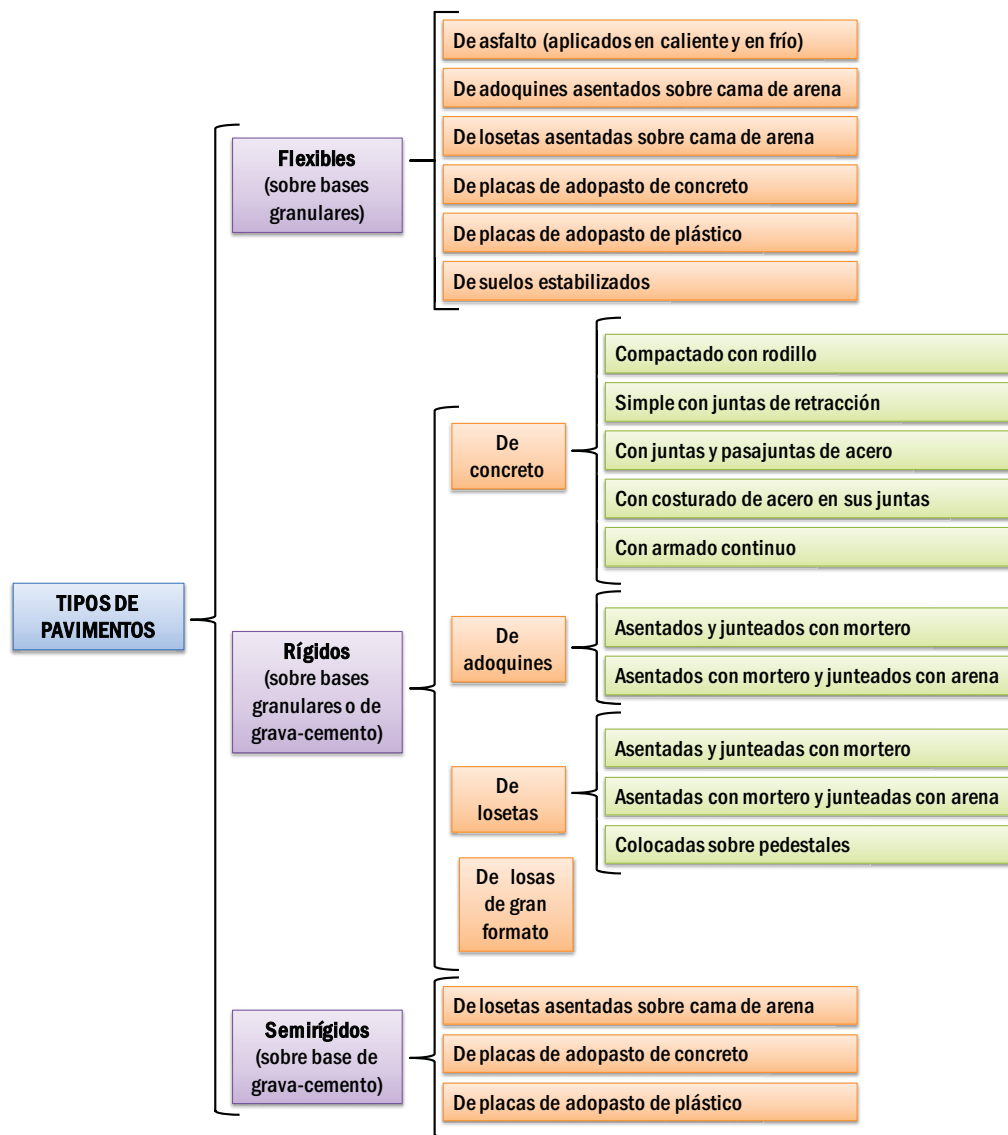 TIPOS DE
PAVIMENTOS
Flexibles
(sobre bases
granulares)
De asfalto (aplicados en caliente y en frío)
De adoquines asentados sobre cama de arena
De losetas asentadas sobre cama de arena
De placas de adopasto de concreto
De placas de adopasto de plástico
De suelos estabilizados
Rígidos
(sobre bases
granulares o de
grava-cemento)
De
concreto
Compactado con rodillo
Simple con juntas de retracción
Con juntas y pasajuntas de acero
Con costurado de acero en sus juntas
Con armado continuo
De
adoquines
Asentados y junteados con mortero
Asentados con mortero y junteados con arena
De
losetas
Asentadas y junteadas con mortero
Asentadas con mortero y junteadas con arena
Colocadas sobre pedestales
De losas
de gran
formato
Semirígidos
(sobre base de
grava-cemento)
De losetas asentadas sobre cama de arena
De placas de adopasto de concreto
De placas de adopasto de plástico